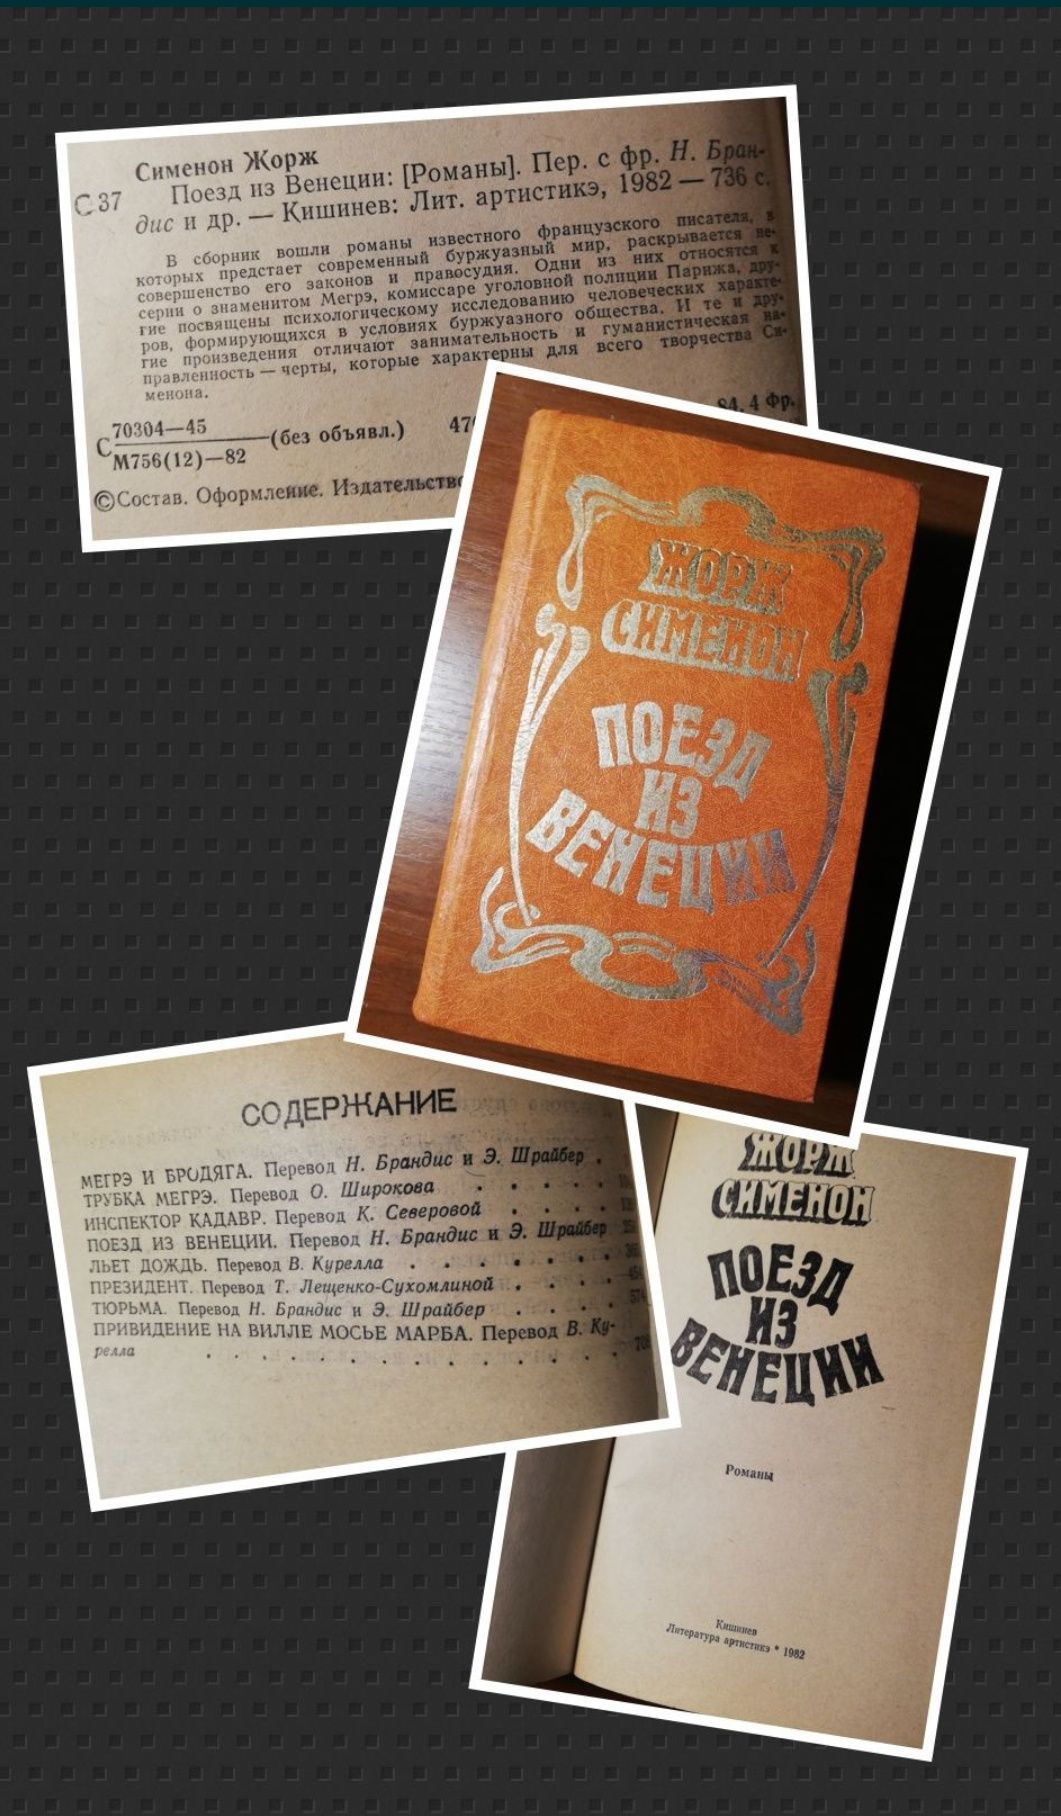 Сименон Жорж
С 37
Поезд из Венеции: [Романы]. Пер. с фр. Н. Бран-
дис и др. — Кишинев: Лит. артистикэ, 1982 — 736 с.
В сборник вошли романы известного французского писателя, в
которых предстает современный буржуазный мир, раскрывается не-
совершенство его законов и правосудия. Одни из них относятся к
серии о знаменитом Мегрэ, комиссаре уголовной полиции Парижа, дру-
гие посвящены психологическому исследованию человеческих характе-
ров, формирующихся в условиях буржуазного общества. И те и дру-
гие произведения отличают занимательность и гуманистическая на-
правленность — черты, которые характерны для всего творчества Си-
менона.
С 70304—45
М756(12)—82
(без объявл.)
84.4 Фр.
© Состав. Оформление. Издательство
ЖОРЖ
СИМЕНОН
ПОЕЗД
ИЗ
ВЕНЕЦИИ
СОДЕРЖАНИЕ
МЕГРЭ И БРОДЯГА. Перевод Н. Брандис и Э. Шрайбер .
ТРУБКА МЕГРЭ. Перевод О. Широкова . . . . .
ИНСПЕКТОР КАДАВР. Перевод К. Северовой . . . .
ПОЕЗД ИЗ ВЕНЕЦИИ. Перевод Н. Брандис и Э. Шрайбер
ЛЬЕТ ДОЖДЬ. Перевод В. Курелла . . . . . .
ПРЕЗИДЕНТ. Перевод Т. Лещенко-Сухомлиной . . . .
ТЮРЬМА. Перевод Н. Брандис и Э. Шрайбер . . . .
ПРИВИДЕНИЕ НА ВИЛЛЕ МОСЬЕ МАРБА. Перевод В. Ку-
релла . . . . . . . . . . . . .
ЖОРЖ
СИМЕНОН
ПОЕЗД
ИЗ
ВЕНЕЦИИ
Романы
Кишинев
Литература артистикэ * 1982